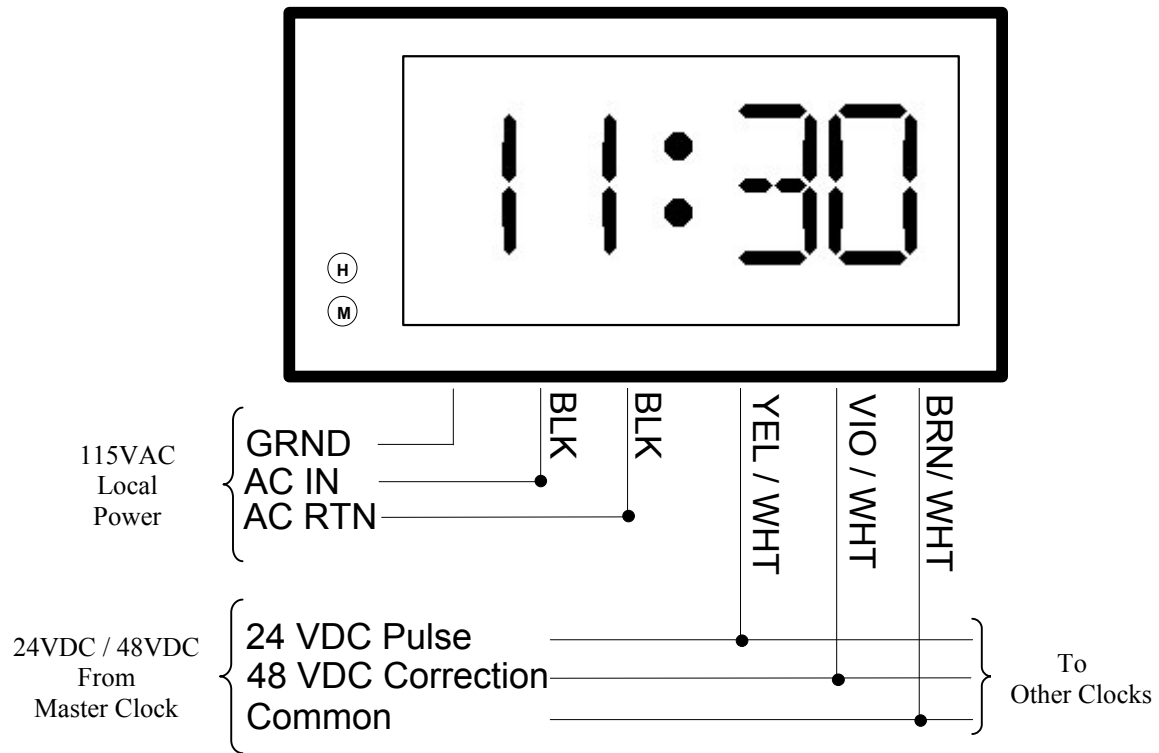 11:30
H
M
BLK
BLK
YEL / WHT
VIO / WHT
BRN/ WHT
115VAC
Local
Power
GRND
AC IN
AC RTN
24VDC / 48VDC
From
Master Clock
24 VDC Pulse
48 VDC Correction
Common
To
Other Clocks